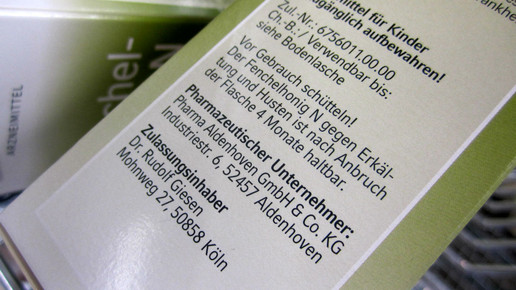 ARZNEIMITTEL
shel-
N
mittel für Kinder
ugänglich aufbewahren!
Zul.-Nr.: 6756011.00.00
Ch.-B.: / Verwendbar bis:
siehe Bodenlasche
Vor Gebrauch schütteln!
Der Fenchelhonig N gegen Erkäl-
tung und Husten ist nach Anbruch
der Flasche 4 Monate haltbar.
Pharmazeutischer Unternehmer:
Pharma Aldenhoven GmbH & Co. KG
Industriestr. 6, 52457 Aldenhoven
Zulassungsinhaber
Dr. Rudolf Giesen
Mohnweg 27, 50858 Köln